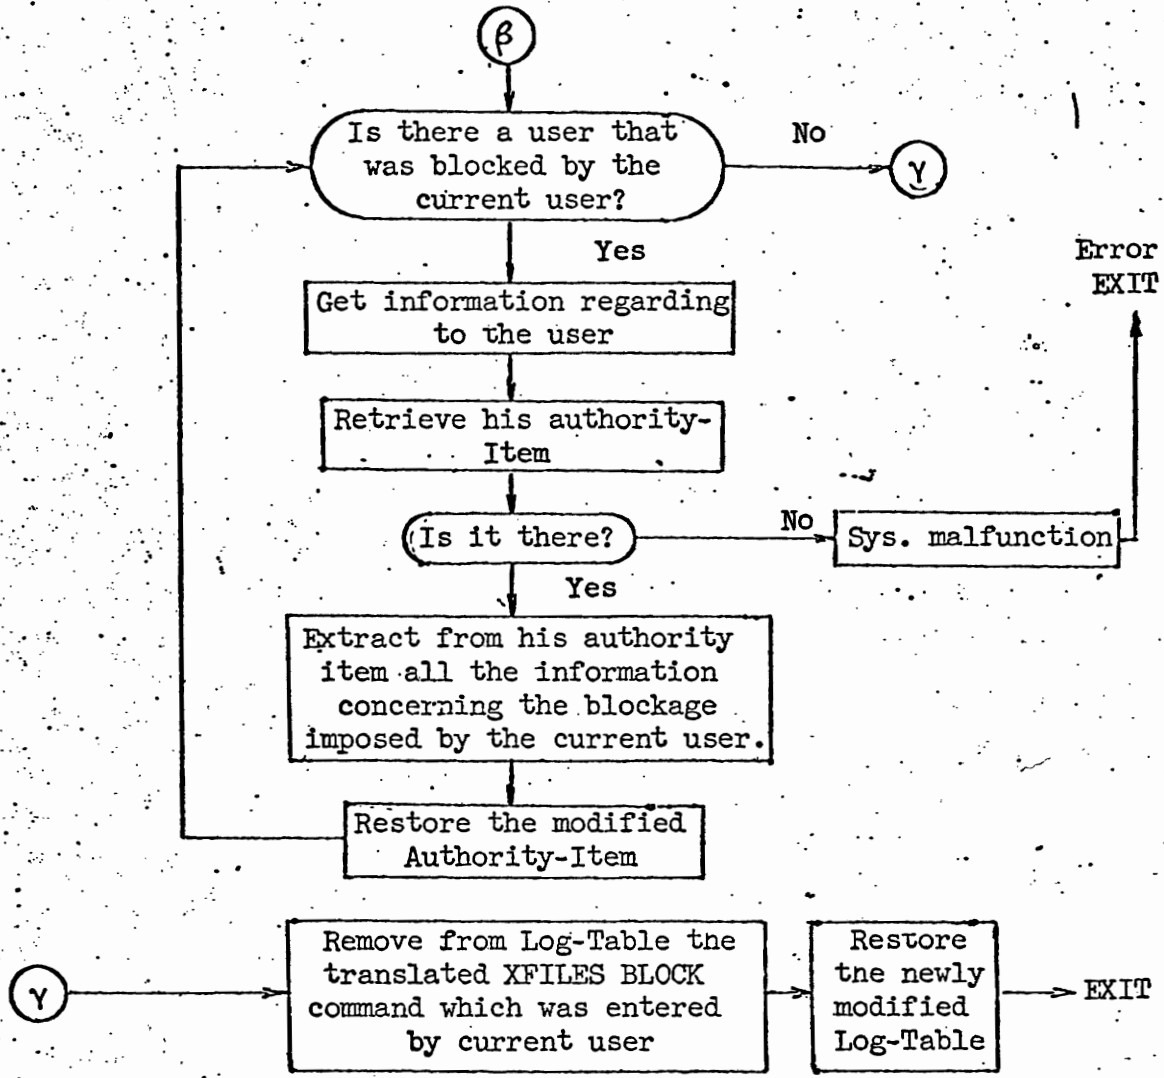 β
Is there a user that
was blocked by the
current user?
No
γ
Yes
Error
EXIT
Get information regarding
to the user
Retrieve his authority-
Item
Is it there?
No
Sys. malfunction
Yes
Extract from his authority
item all the information
concerning the blockage
imposed by the current user.
Restore the modified
Authority-Item
γ
Remove from Log-Table the
translated XFILES BLOCK
command which was entered
by current user
Restore
the newly
modified
Log-Table
EXIT